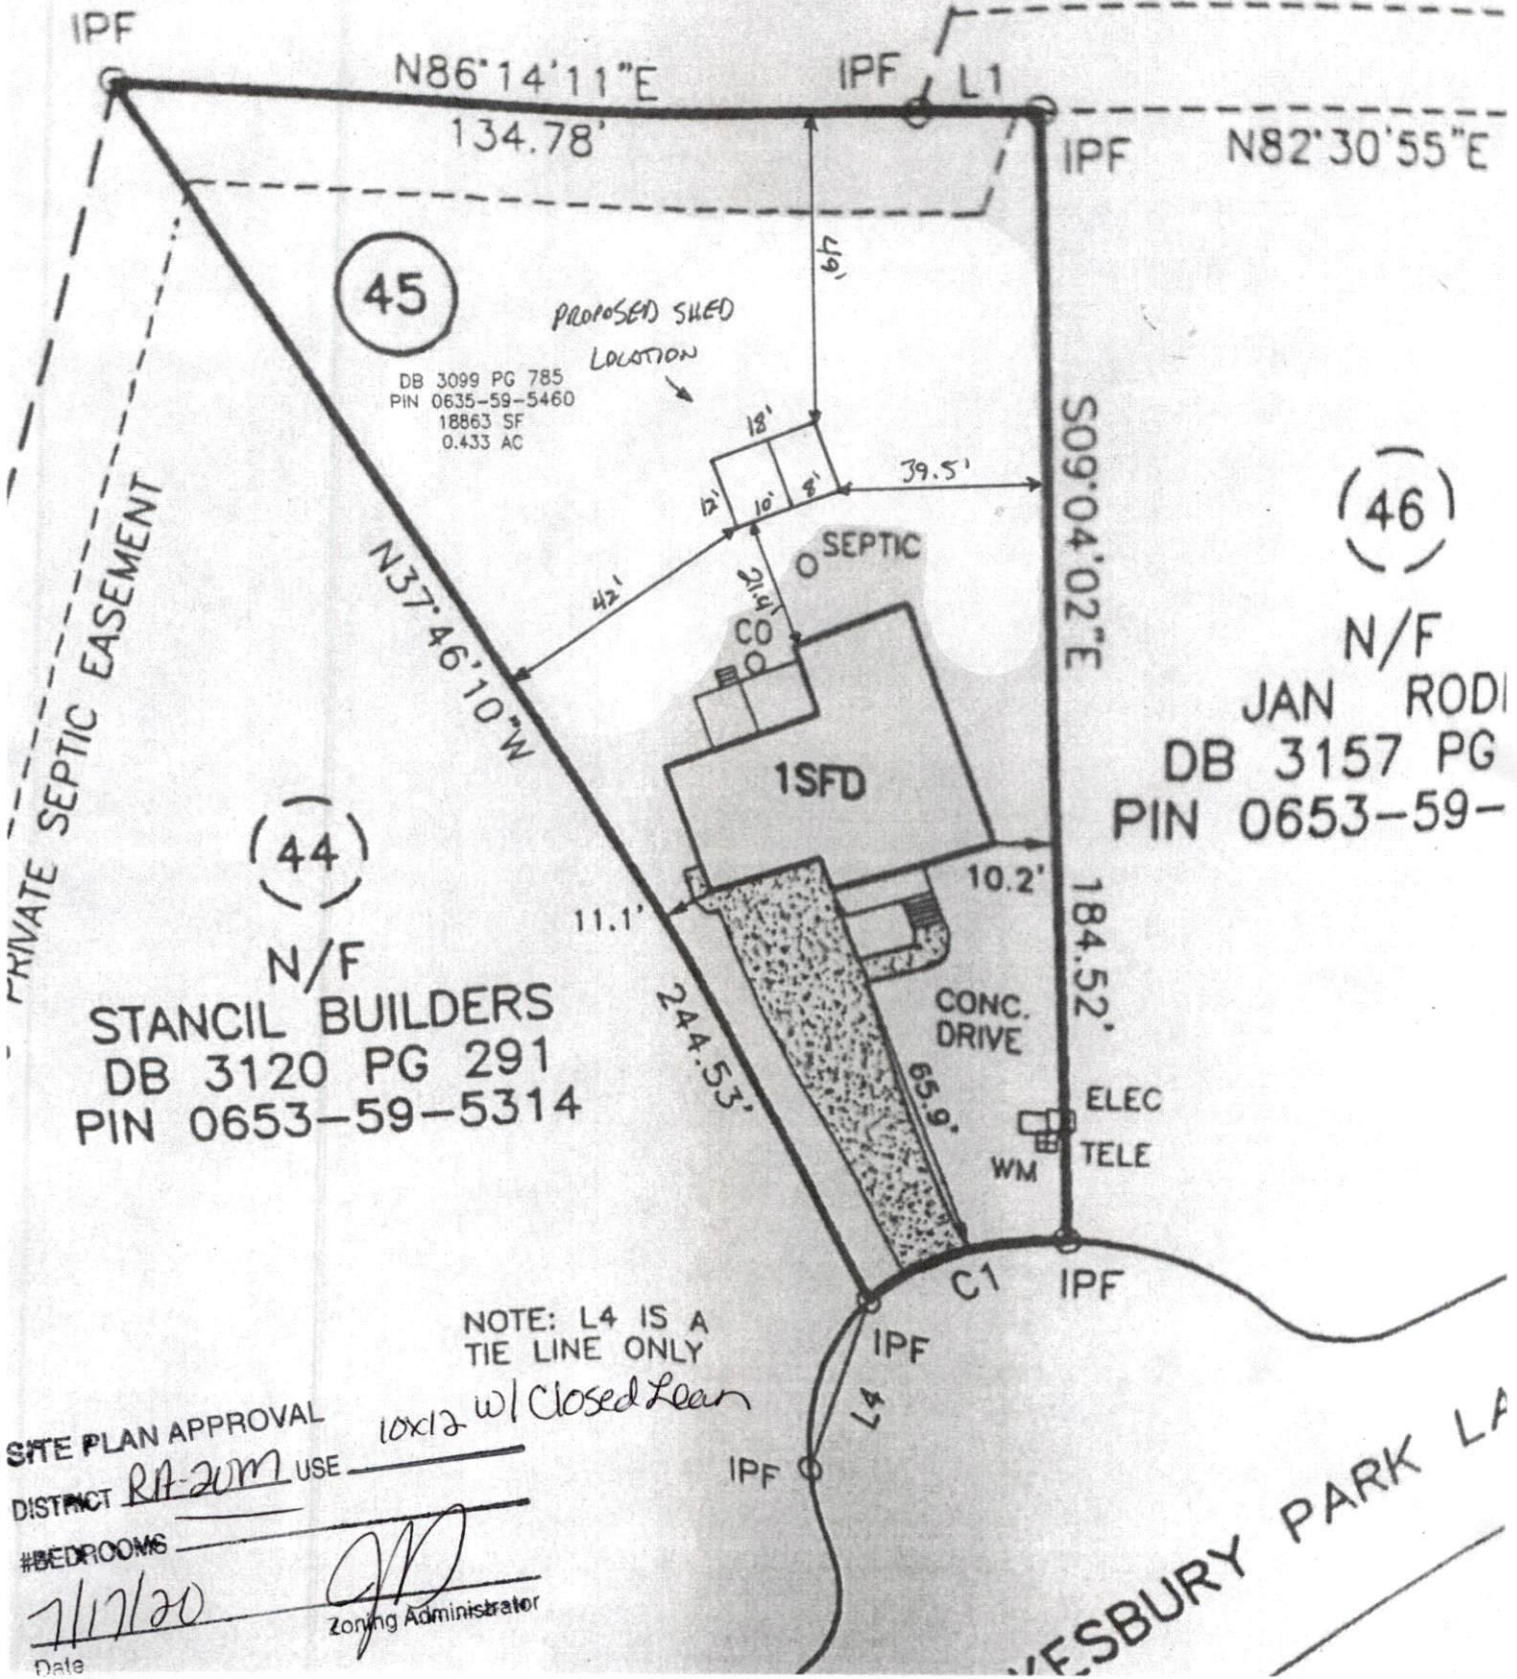 IPF
N86°14'11"E
134.78'
IPF
L1
IPF
N82°30'55"E
49'
45
PROPOSED SHED
LOCATION
DB 3099 PG 785
PIN 0635-59-5460
18863 SF
0.433 AC
18'
12'
10'
8'
39.5'
S09°04'02"E
184.52'
46
N/F
JAN RODI
DB 3157 PG
PIN 0653-59-
SEPTIC
21.4'
42'
CO
N37°46'10"W
244.53'
PRIVATE SEPTIC EASEMENT
1SFD
10.2'
11.1'
44
N/F
STANCIL BUILDERS
DB 3120 PG 291
PIN 0653-59-5314
CONC.
DRIVE
65.9'
ELEC
TELE
WM
C1
IPF
IPF
NOTE: L4 IS A
TIE LINE ONLY
L4
IPF
KESBURY PARK LA
SITE PLAN APPROVAL
DISTRICT RA-20M USE 10x12 w/ Closed Lean
#BEDROOMS
7/17/20
Zoning Administrator
Date